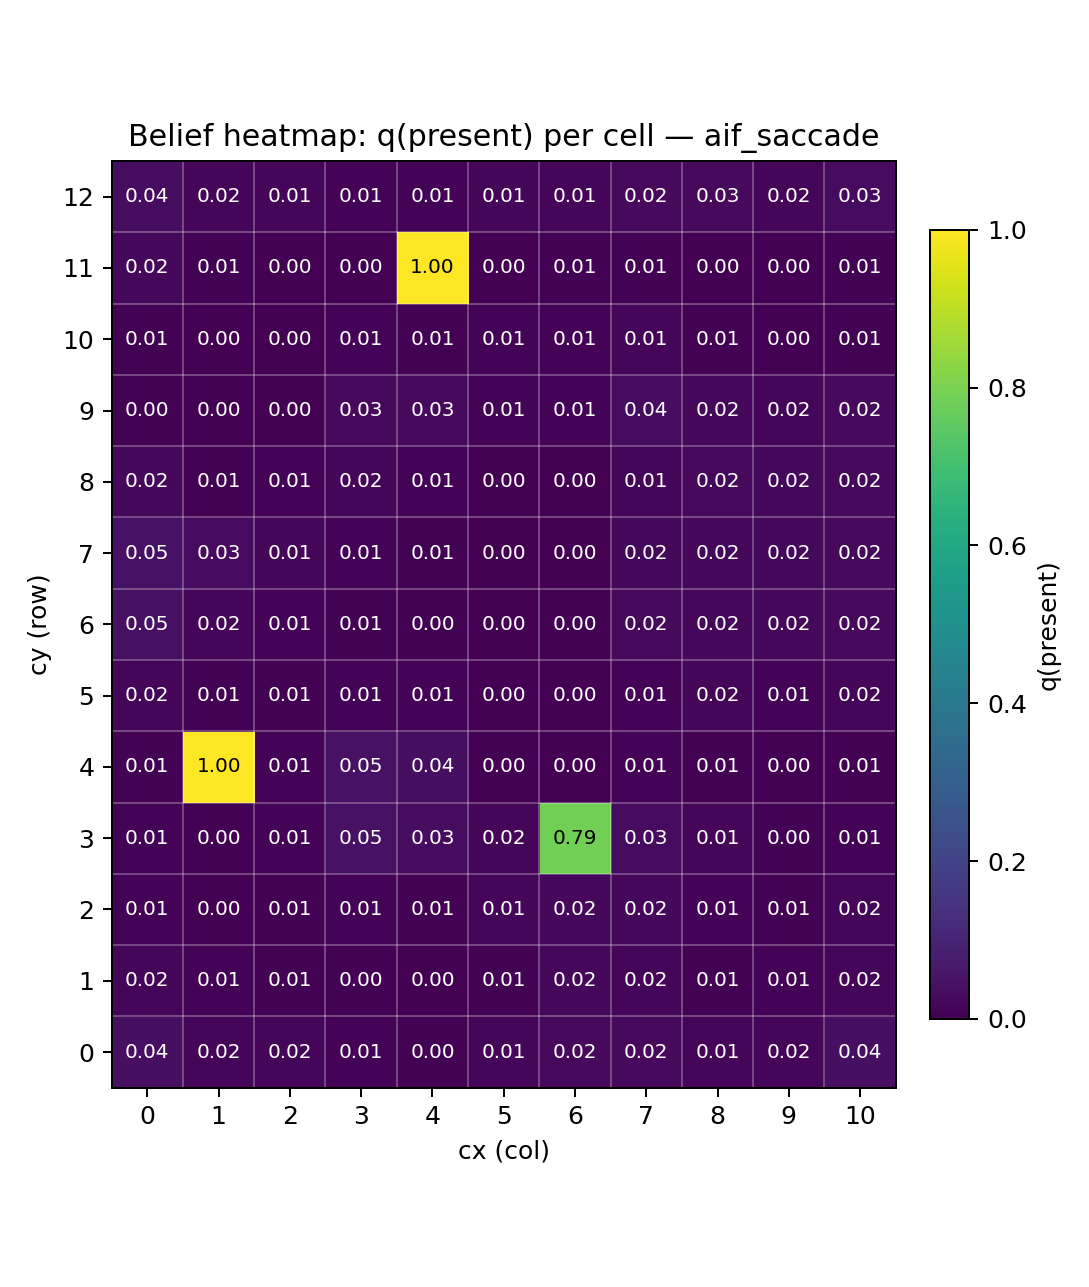 Belief heatmap: q(present) per cell — aif_saccade
12 0.04 0.02 0.01 0.01 0.01 0.01 0.01 0.02 0.03 0.02 0.03
11 0.02 0.01 0.00 0.00 1.00 0.00 0.01 0.01 0.00 0.00 0.01
10 0.01 0.00 0.00 0.01 0.01 0.01 0.01 0.01 0.01 0.00 0.01
9 0.00 0.00 0.00 0.03 0.03 0.01 0.01 0.04 0.02 0.02 0.02
8 0.02 0.01 0.01 0.02 0.01 0.00 0.00 0.01 0.02 0.02 0.02
7 0.05 0.03 0.01 0.01 0.01 0.00 0.00 0.02 0.02 0.02 0.02
6 0.05 0.02 0.01 0.01 0.00 0.00 0.00 0.02 0.02 0.02 0.02
5 0.02 0.01 0.01 0.01 0.01 0.00 0.00 0.01 0.02 0.01 0.02
4 0.01 1.00 0.01 0.05 0.04 0.00 0.00 0.01 0.01 0.00 0.01
3 0.01 0.00 0.01 0.05 0.03 0.02 0.79 0.03 0.01 0.00 0.01
2 0.01 0.00 0.01 0.01 0.01 0.01 0.02 0.02 0.01 0.01 0.02
1 0.02 0.01 0.01 0.00 0.00 0.01 0.02 0.02 0.01 0.01 0.02
0 0.04 0.02 0.02 0.01 0.00 0.01 0.02 0.02 0.01 0.02 0.04
0 1 2 3 4 5 6 7 8 9 10
cx (col)
cy (row)
1.0
0.8
0.6
0.4
0.2
0.0
q(present)